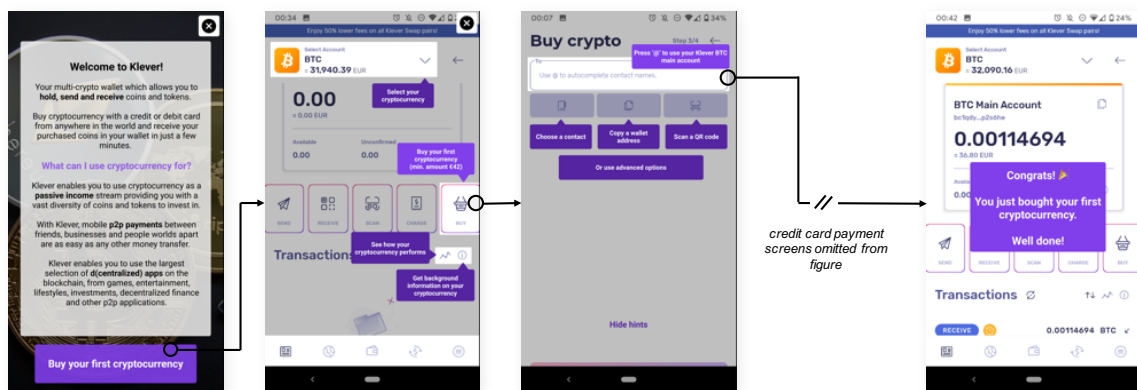 Welcome to Klever!
Your multi-crypto wallet which allows you to
hold, send and receive coins and tokens.
Buy cryptocurrency with a credit or debit card
from anywhere in the world and receive your
purchased coins in your wallet in just a few
minutes.
What can I use cryptocurrency for?
Klever enables you to use cryptocurrency as a
passive income stream providing you with a
vast diversity of coins and tokens to invest in.
With Klever, mobile p2p payments between
friends, businesses and people worlds apart
are as easy as any other money transfer.
Klever enables you to use the largest
selection of d(centralized) apps on the
blockchain, from games, entertainment,
lifestyles, investments, decentralized finance
and other p2p applications.
Buy your first cryptocurrency
00:34
Enjoy 50% lower fees on all Klever Swap pairs!
Select Account
BTC
≈ 31,940.39 EUR
Select your
cryptocurrency
0.00
≈ 0.00 EUR
Available
Unconfirmed
0.00
0.00
Buy your first
cryptocurrency
(min. amount €42)
SEND
RECEIVE
SCAN
CHARGE
BUY
See how your
cryptocurrency performs
Transactions
Get background
information on your
cryptocurrency
00:07
34%
Buy crypto
Step 3/4
Press '@' to use your Klever BTC
main account
To
Use @ to autocomplete contact names.
Choose a contact
Copy a wallet
address
Scan a QR code
Or use advanced options
Hide hints
credit card payment
screens omitted from
figure
00:42
24%
Enjoy 50% lower fees on all Klever Swap pairs!
Select Account
BTC
≈ 32,090.16 EUR
BTC Main Account
bc1qdy...p2s6he
0.00114694
≈ 36,80 EUR
Congrats! 🎉
You just bought your first
cryptocurrency.
Well done!
SEND
RECEIVE
SCAN
CHARGE
BUY
Transactions
RECEIVE
0.00114694 BTC